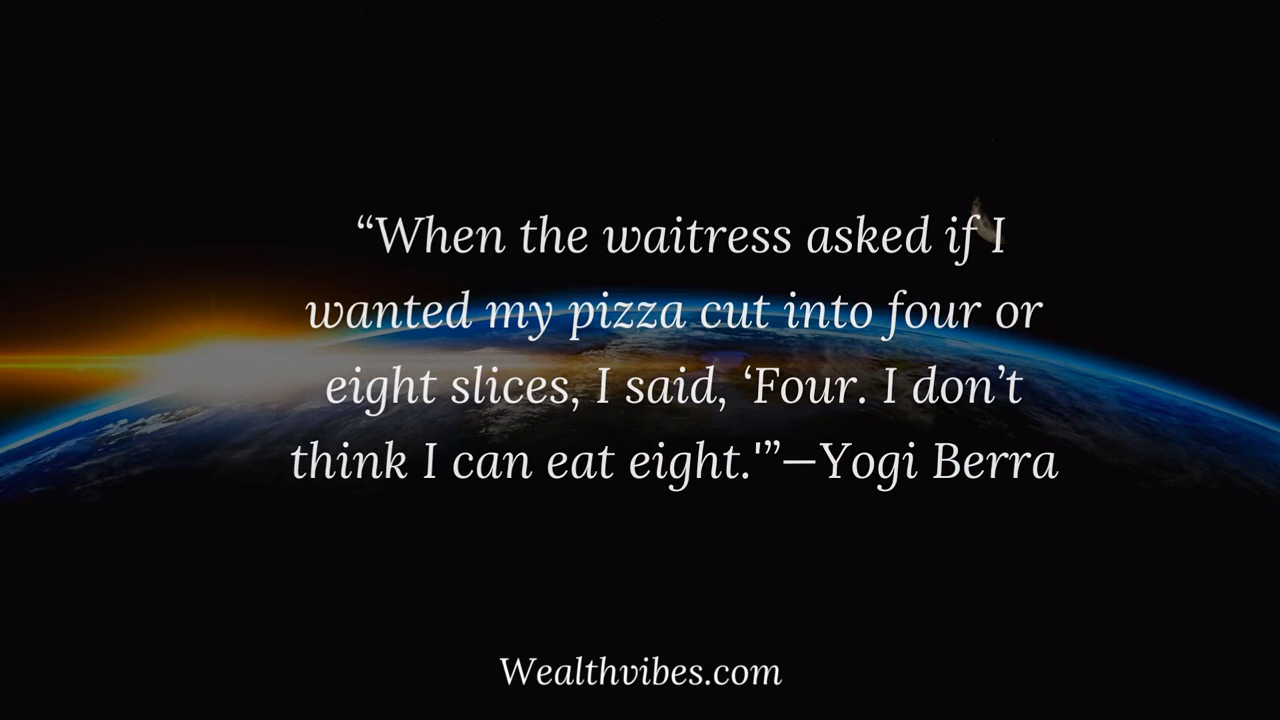 “When the waitress asked if I
wanted my pizza cut into four or
eight slices, I said, ‘Four. I don’t
think I can eat eight.'”—Yogi Berra
Wealthvibes.com